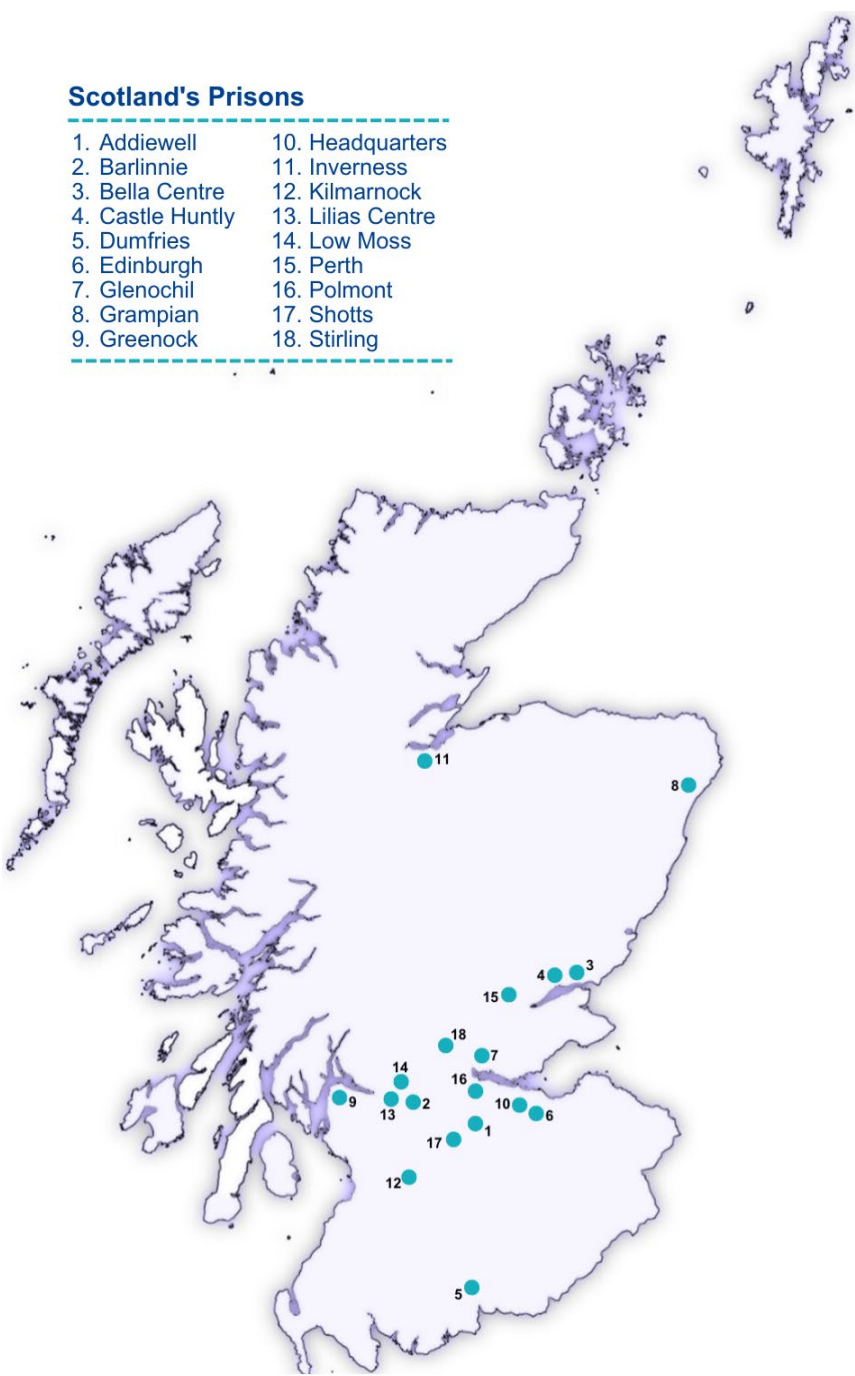 Scotland's Prisons
1. Addiewell
2. Barlinnie
3. Bella Centre
4. Castle Huntly
5. Dumfries
6. Edinburgh
7. Glenochil
8. Grampian
9. Greenock
10. Headquarters
11. Inverness
12. Kilmarnock
13. Lilias Centre
14. Low Moss
15. Perth
16. Polmont
17. Shotts
18. Stirling
11
8
3
4
15
18
7
14
16
9
13
2
10
6
1
17
12
5